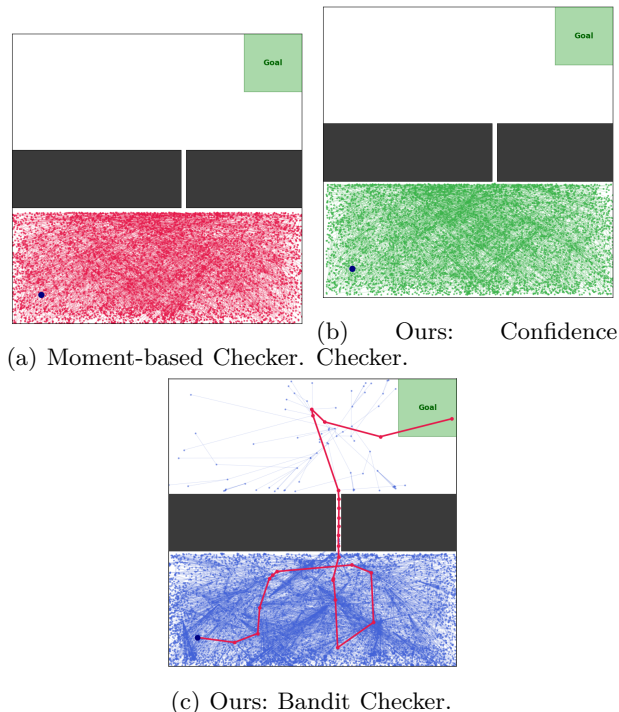 Goal
Goal
(b) Ours: Confidence
(a) Moment-based Checker. Checker.
Goal
(c) Ours: Bandit Checker.